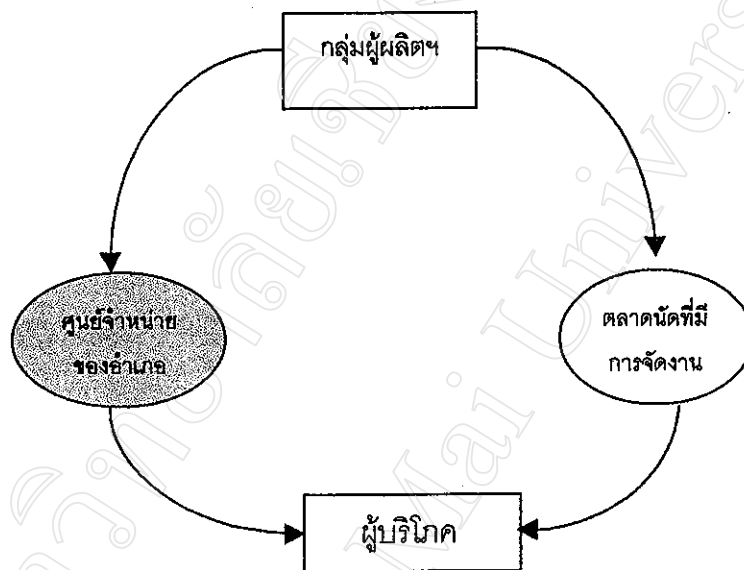 กลุ่มผู้ผลิตฯ
ศูนย์จำหน่าย
ของอำเภอ
ตลาดนัดที่มี
การจัดงาน
ผู้บริโภค
Mai Univers